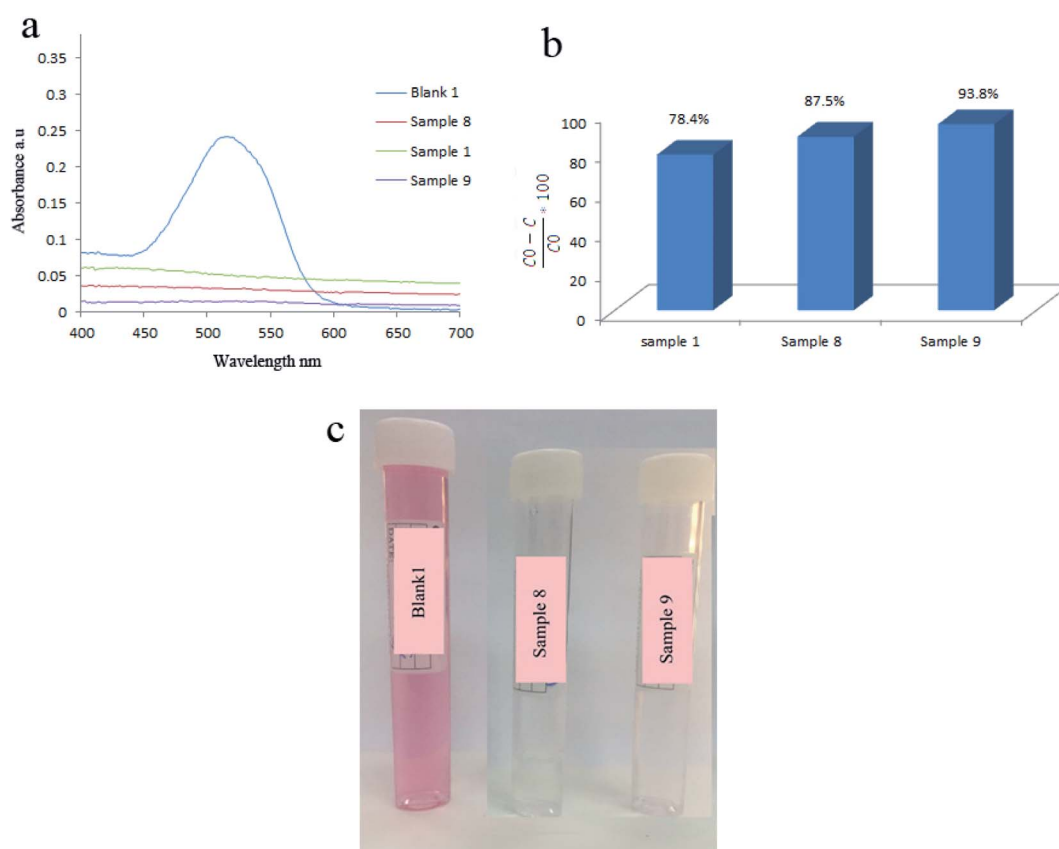 a
0.35
0.3
0.25
0.2
0.15
0.1
0.05
0
400 450 500 550 600 650 700
Absorbance a.u
Wavelength nm
Blank 1
Sample 8
Sample 1
Sample 9
b
78.4% 87.5% 93.8%
100
80
60
40
20
0
C0 − C / C0 * 100
sample 1 Sample 8 Sample 9
c
Blank1
Sample 8
Sample 9